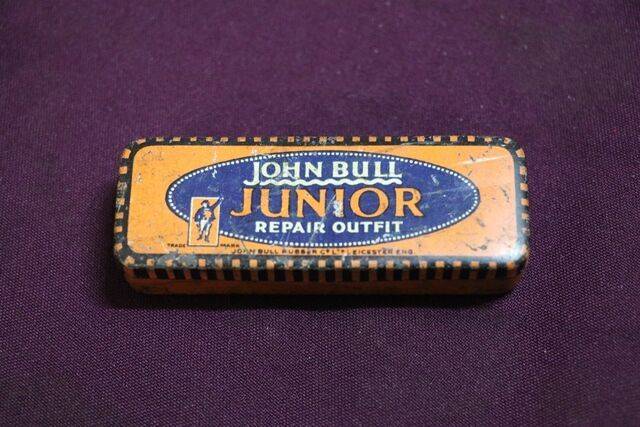 JOHN BULL
JUNIOR
REPAIR OUTFIT
TRADE MARK
JOHN BULL RUBBER Co LTD LEICESTER ENG.